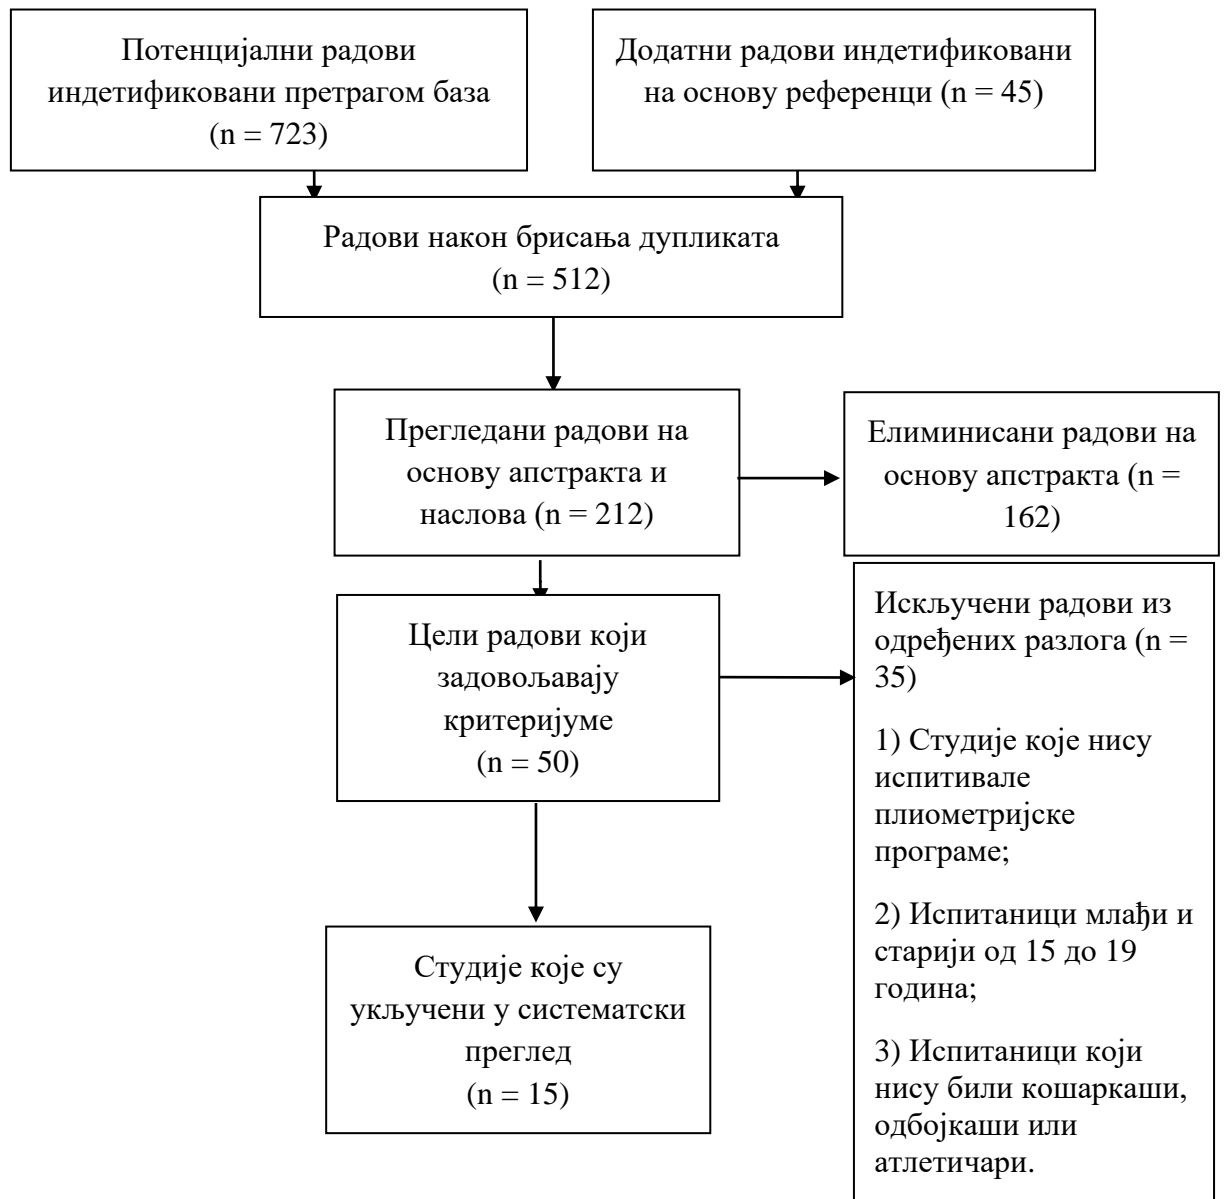 Потенцијални радови
индетификовани претрагом база
(n = 723)
Додатни радови индетификовани
на основу референци (n = 45)
Радови након брисања дупликата
(n = 512)
Прегледани радови на
основу апстракта и
наслова (n = 212)
Елиминисани радови на
основу апстракта (n =
162)
Цели радови који
задовољавају
критеријуме
(n = 50)
Искључени радови из
одређених разлога (n =
35)
1) Студије које нису
испитивале
плиометријске
програме;
2) Испитаници млађи и
старији од 15 до 19
година;
3) Испитаници који
нису били кошаркаши,
одбојкаши или
атлетичари.
Студије које су
укључени у систематски
преглед
(n = 15)